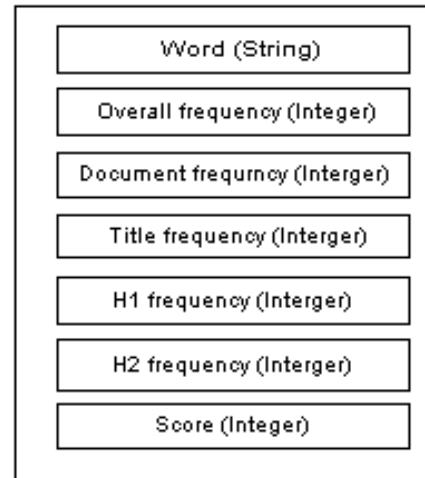 Word (String)
Overall frequency (Integer)
Document frequrncy (Interger)
Title frequency (Interger)
H1 frequency (Interger)
H2 frequency (Interger)
Score (Integer)